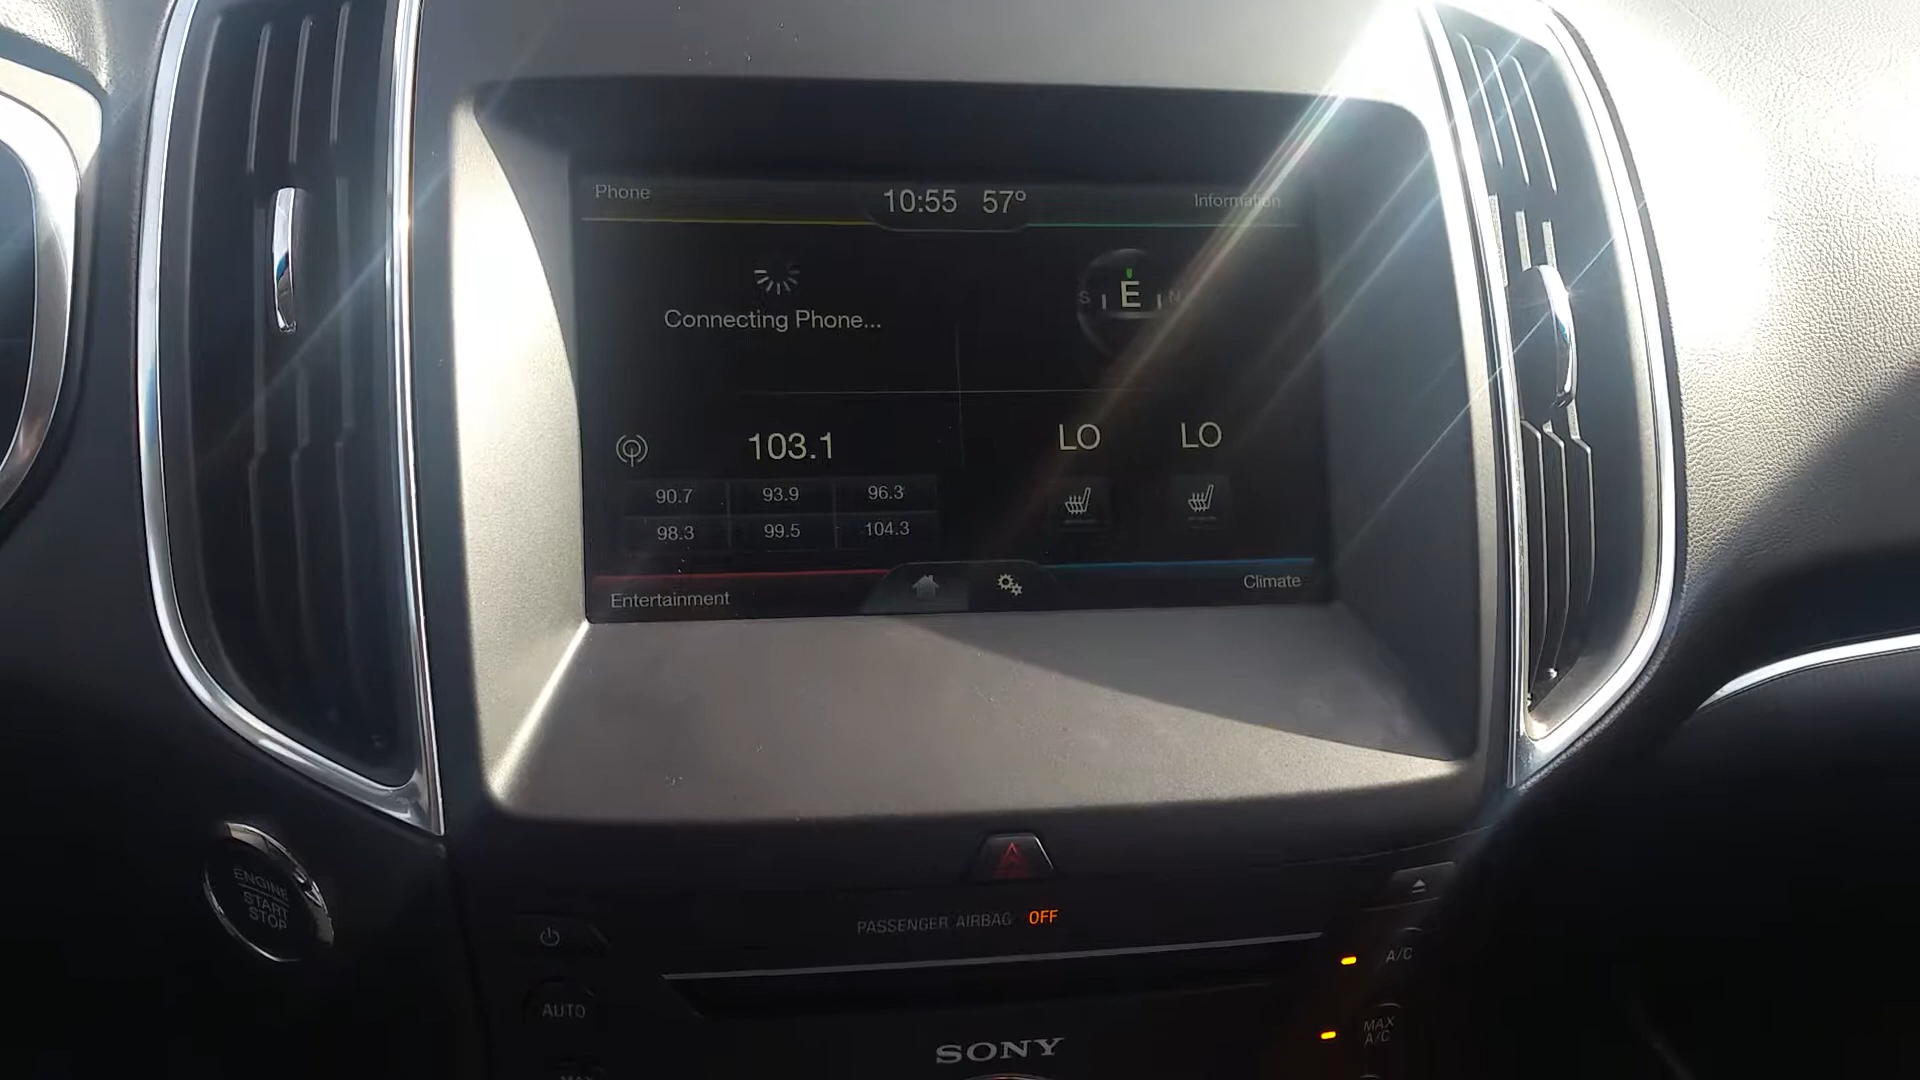 Phone
10:55 57°
Information
Connecting Phone...
S E N
103.1
LO LO
90.7 93.9 96.3
98.3 99.5 104.3
Entertainment
Climate
ENGINE
START
STOP
PASSENGER AIRBAG OFF
A/C
AUTO
MAX
A/C
SONY
MAX